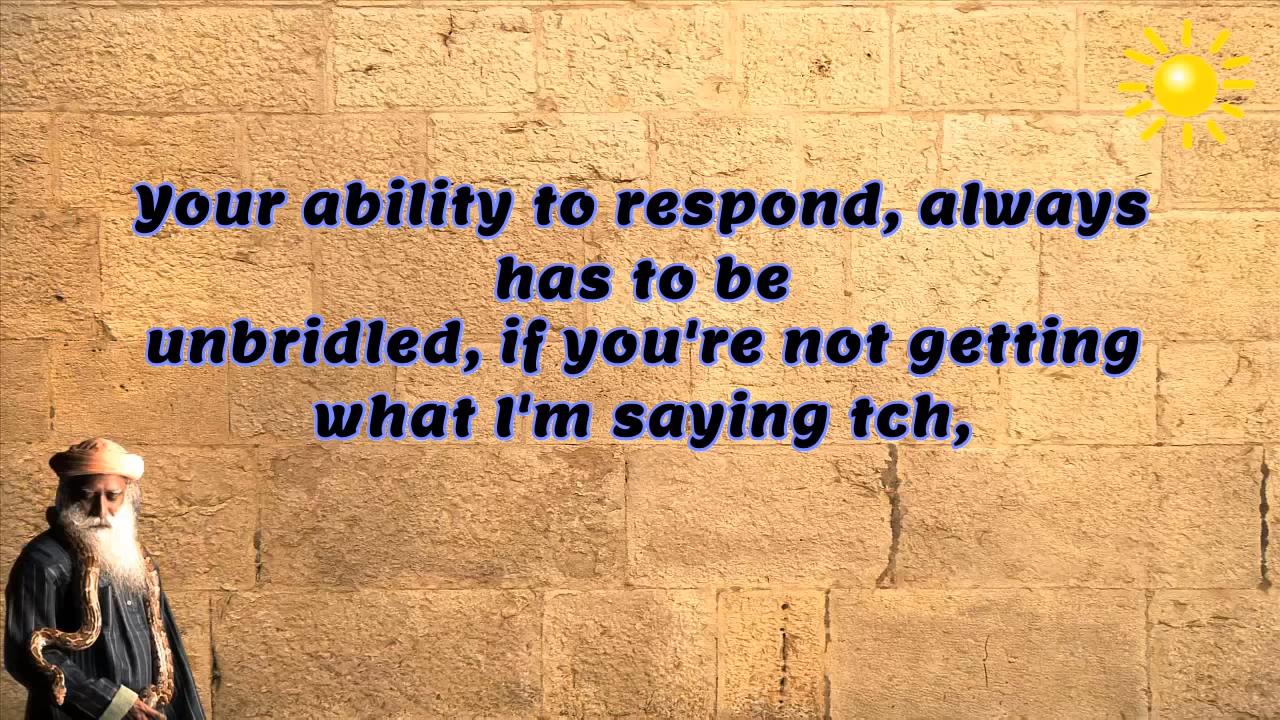 Your ability to respond, always
has to be
unbridled, if you're not getting
what I'm saying tch,